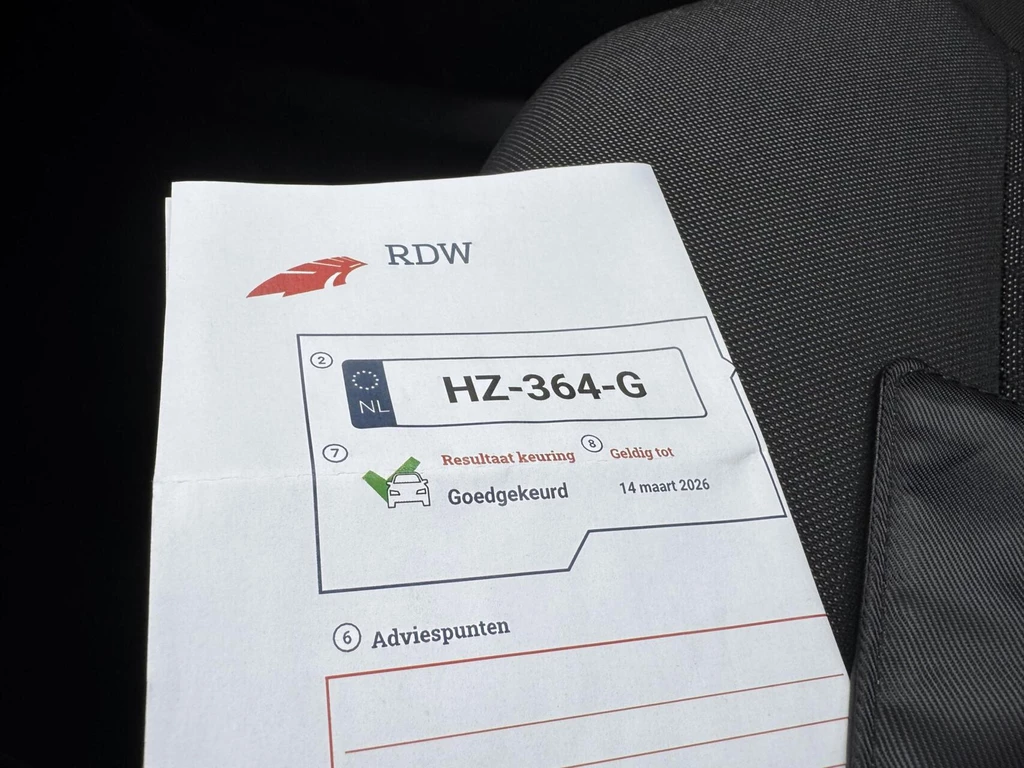 RDW
2
NL HZ-364-G
7 Resultaat keuring 8 Geldig tot
Goedgekeurd 14 maart 2026
6 Adviespunten